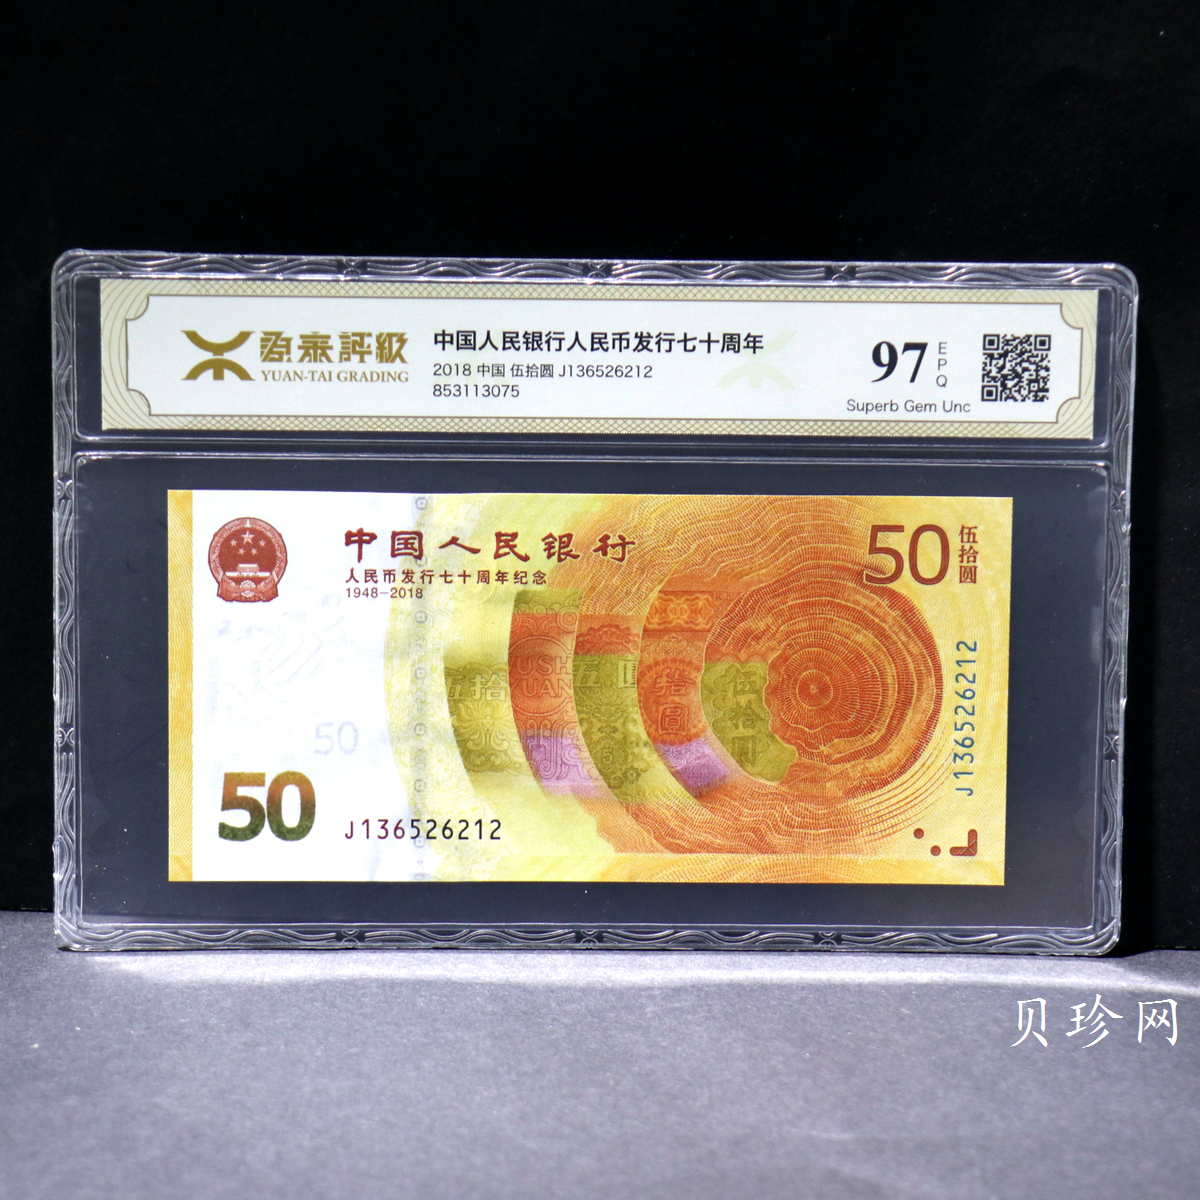 源泰評級
YUAN-TAI GRADING
中国人民银行人民币发行七十周年
2018 中国 伍拾圆 J136526212
853113075
97
EPQ
Superb Gem Unc
中国人民银行
人民币发行七十周年纪念
1948-2018
50
伍拾圆
J136526212
伍拾
USH
YUAN
五
拾圆
伍拾圆
50
50
J136526212
贝珍网